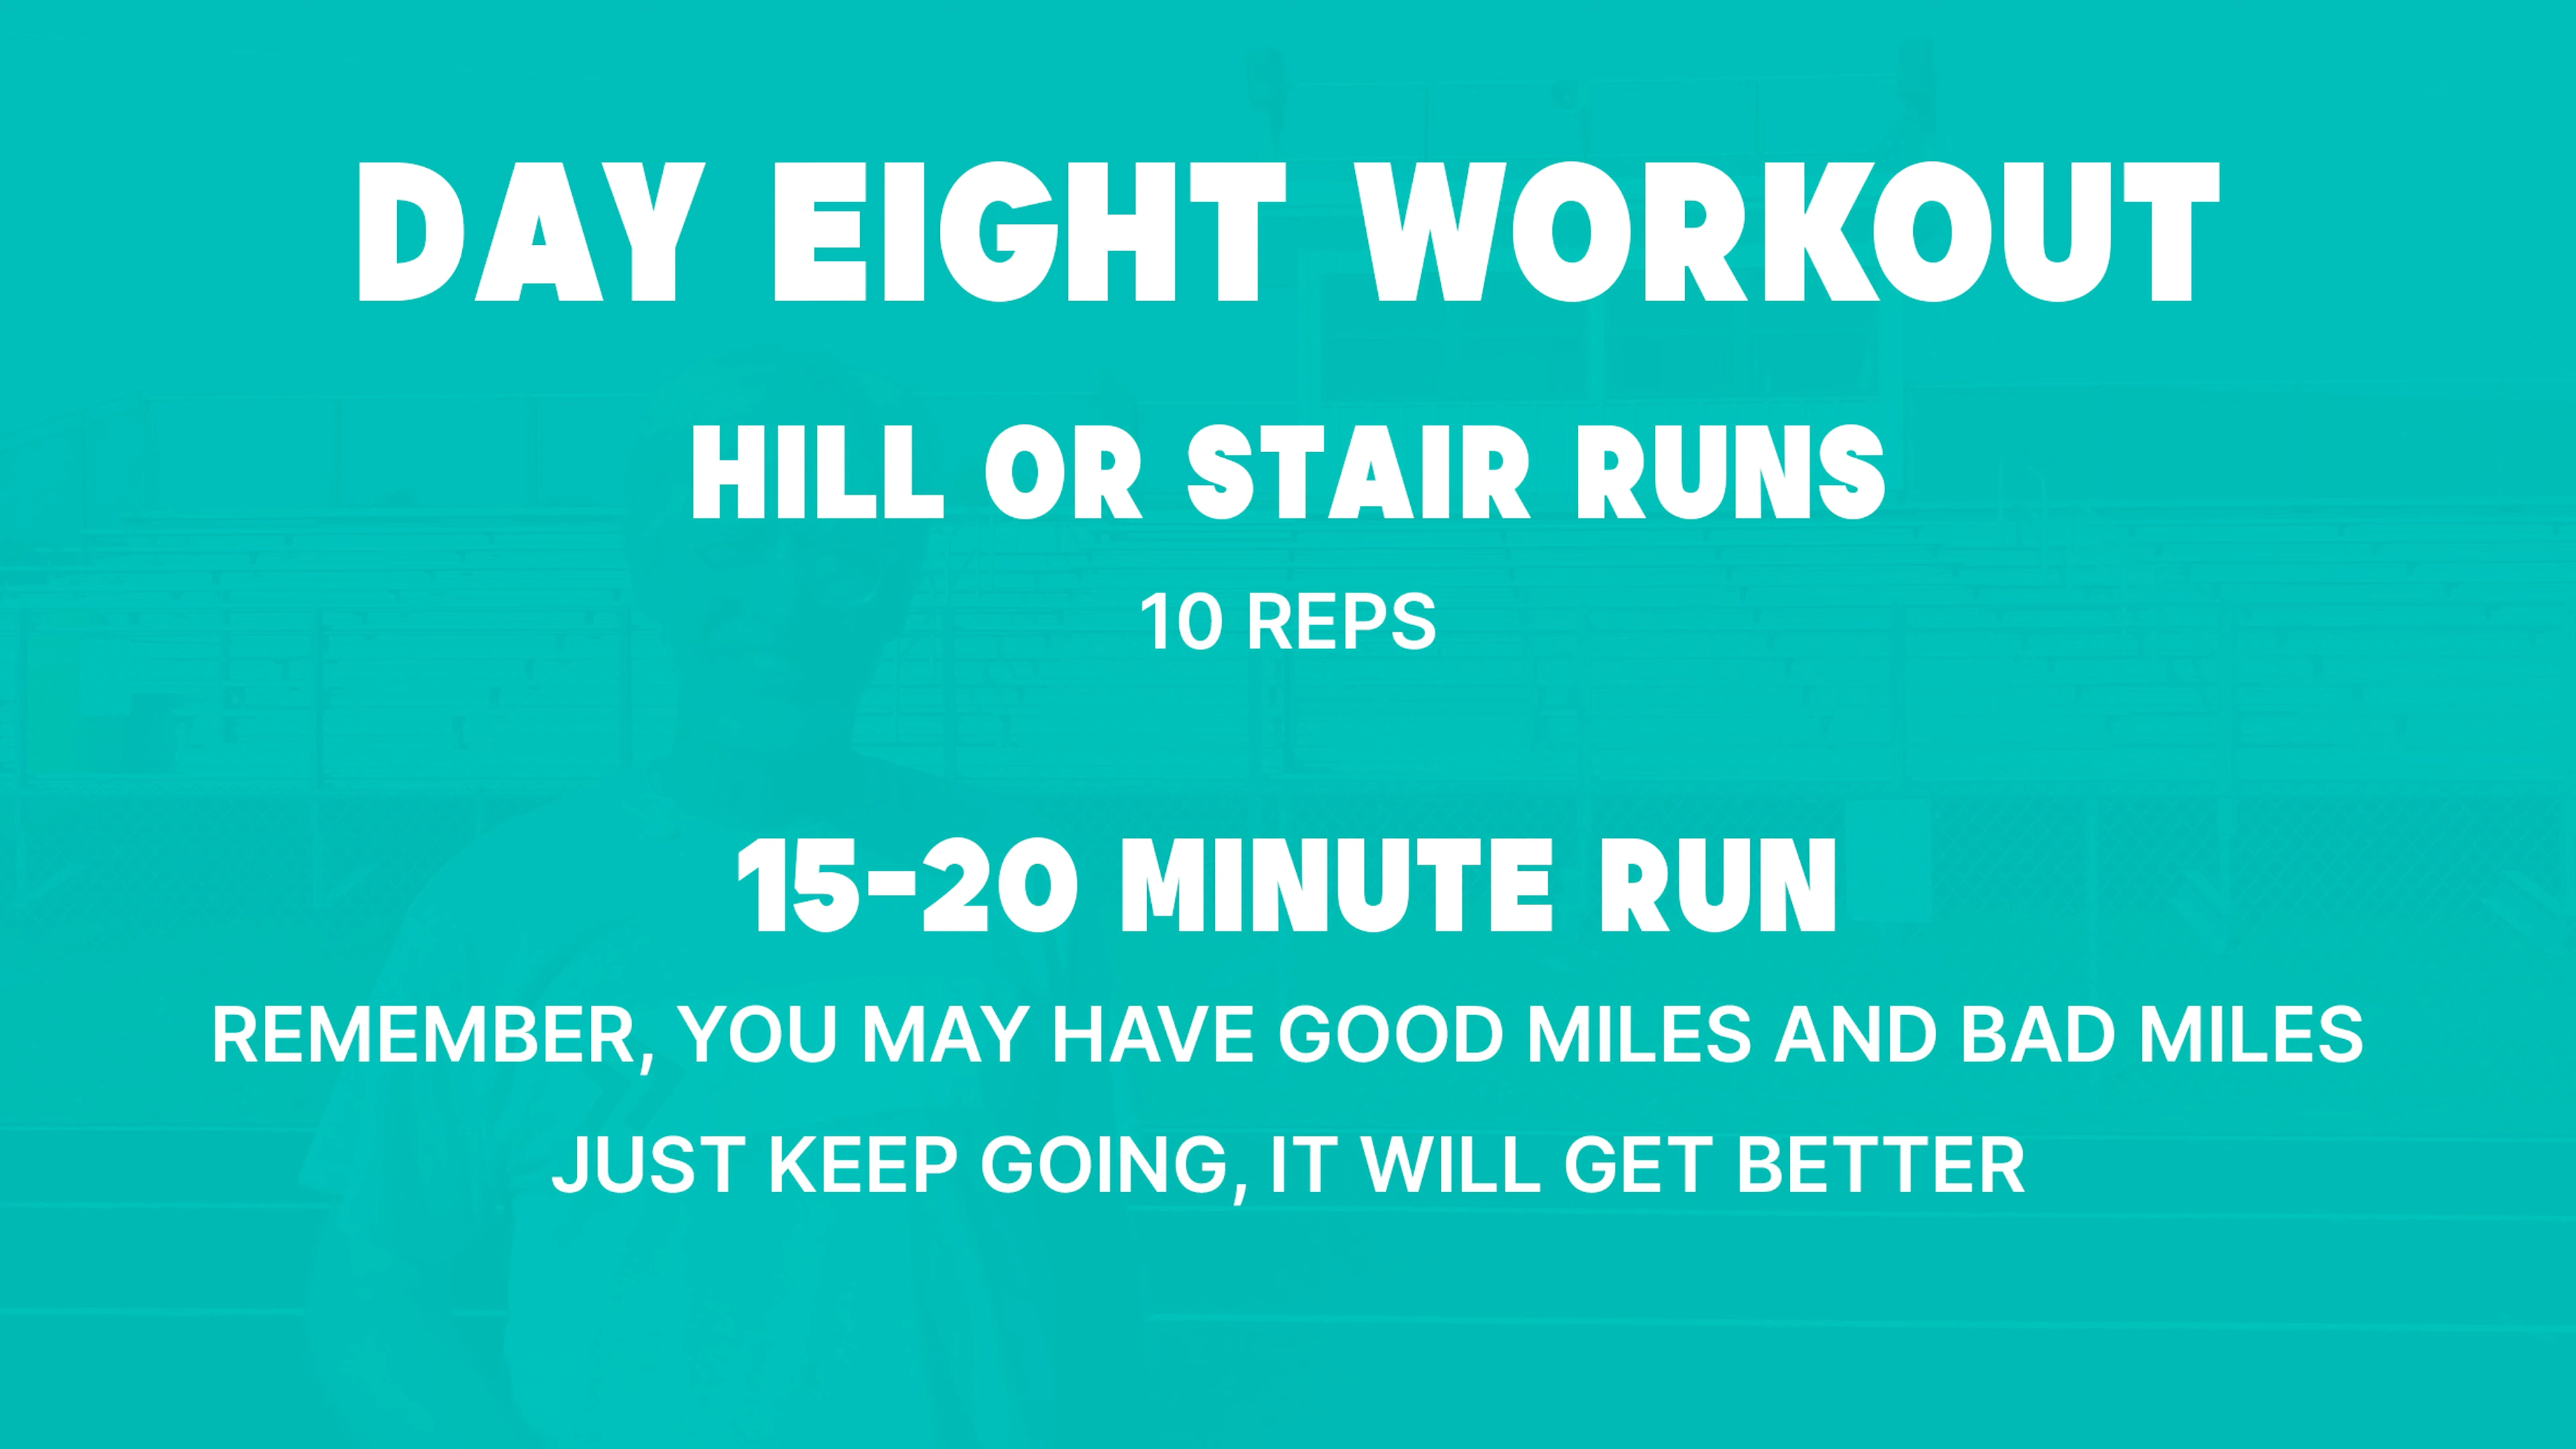 DAY EIGHT WORKOUT
HILL OR STAIR RUNS
10 REPS
15-20 MINUTE RUN
REMEMBER, YOU MAY HAVE GOOD MILES AND BAD MILES
JUST KEEP GOING, IT WILL GET BETTER